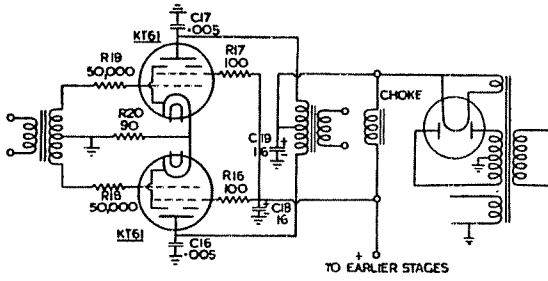 C17
.005
KT61
R19
50,000
R17
100
R20
90
CHOKE
C19
16
R18
50,000
R16
100
C18
16
KT61
C16
.005
+
TO EARLIER STAGES